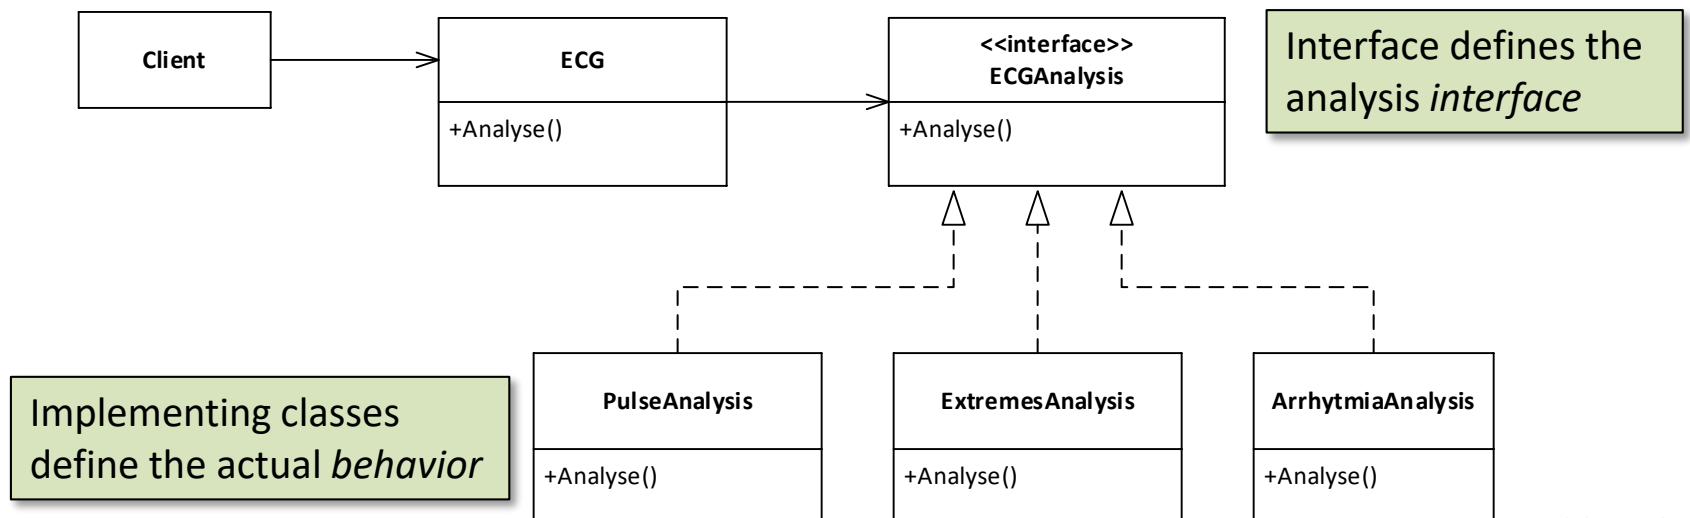 Client
ECG
+Analyse()
<<interface>>
ECGAnalysis
+Analyse()
Interface defines the
analysis interface
Implementing classes
define the actual behavior
PulseAnalysis
+Analyse()
ExtremesAnalysis
+Analyse()
ArrhytmiaAnalysis
+Analyse()